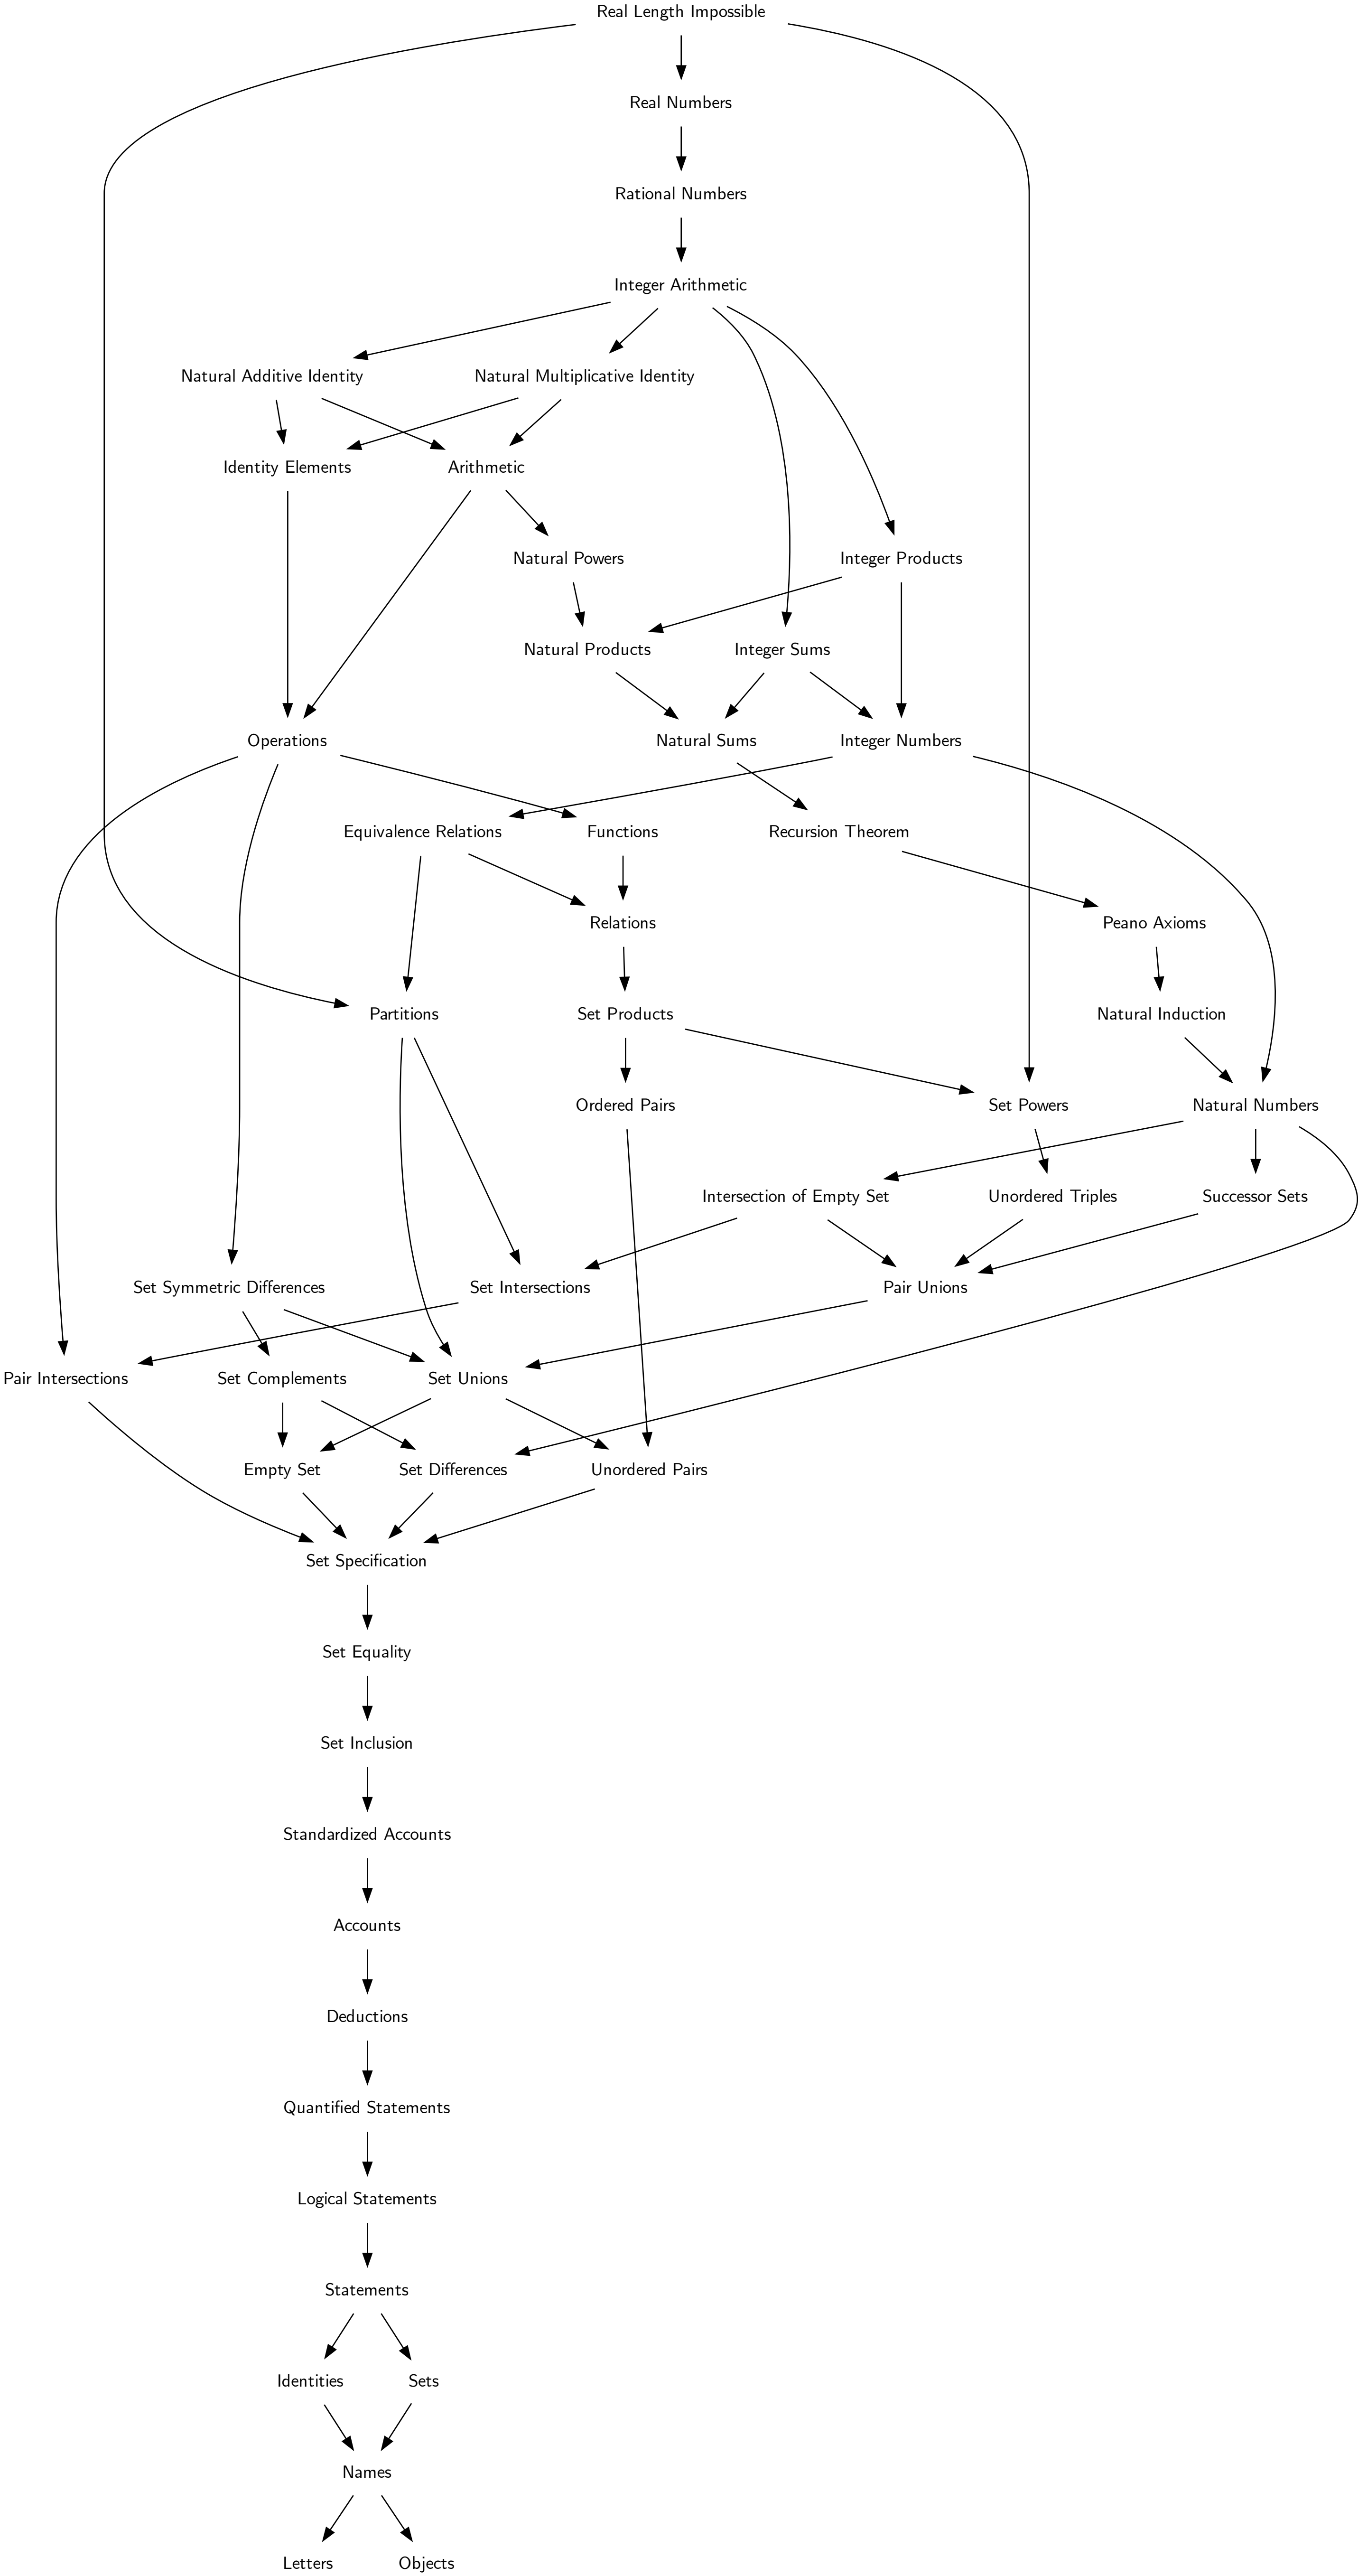 Real Length Impossible
Real Numbers
Rational Numbers
Integer Arithmetic
Natural Additive Identity
Natural Multiplicative Identity
Identity Elements
Arithmetic
Natural Powers
Integer Products
Natural Products
Integer Sums
Operations
Natural Sums
Integer Numbers
Equivalence Relations
Functions
Recursion Theorem
Relations
Peano Axioms
Partitions
Set Products
Natural Induction
Ordered Pairs
Set Powers
Natural Numbers
Intersection of Empty Set
Unordered Triples
Successor Sets
Set Symmetric Differences
Set Intersections
Pair Unions
Pair Intersections
Set Complements
Set Unions
Empty Set
Set Differences
Unordered Pairs
Set Specification
Set Equality
Set Inclusion
Standardized Accounts
Accounts
Deductions
Quantified Statements
Logical Statements
Statements
Identities
Sets
Names
Letters
Objects